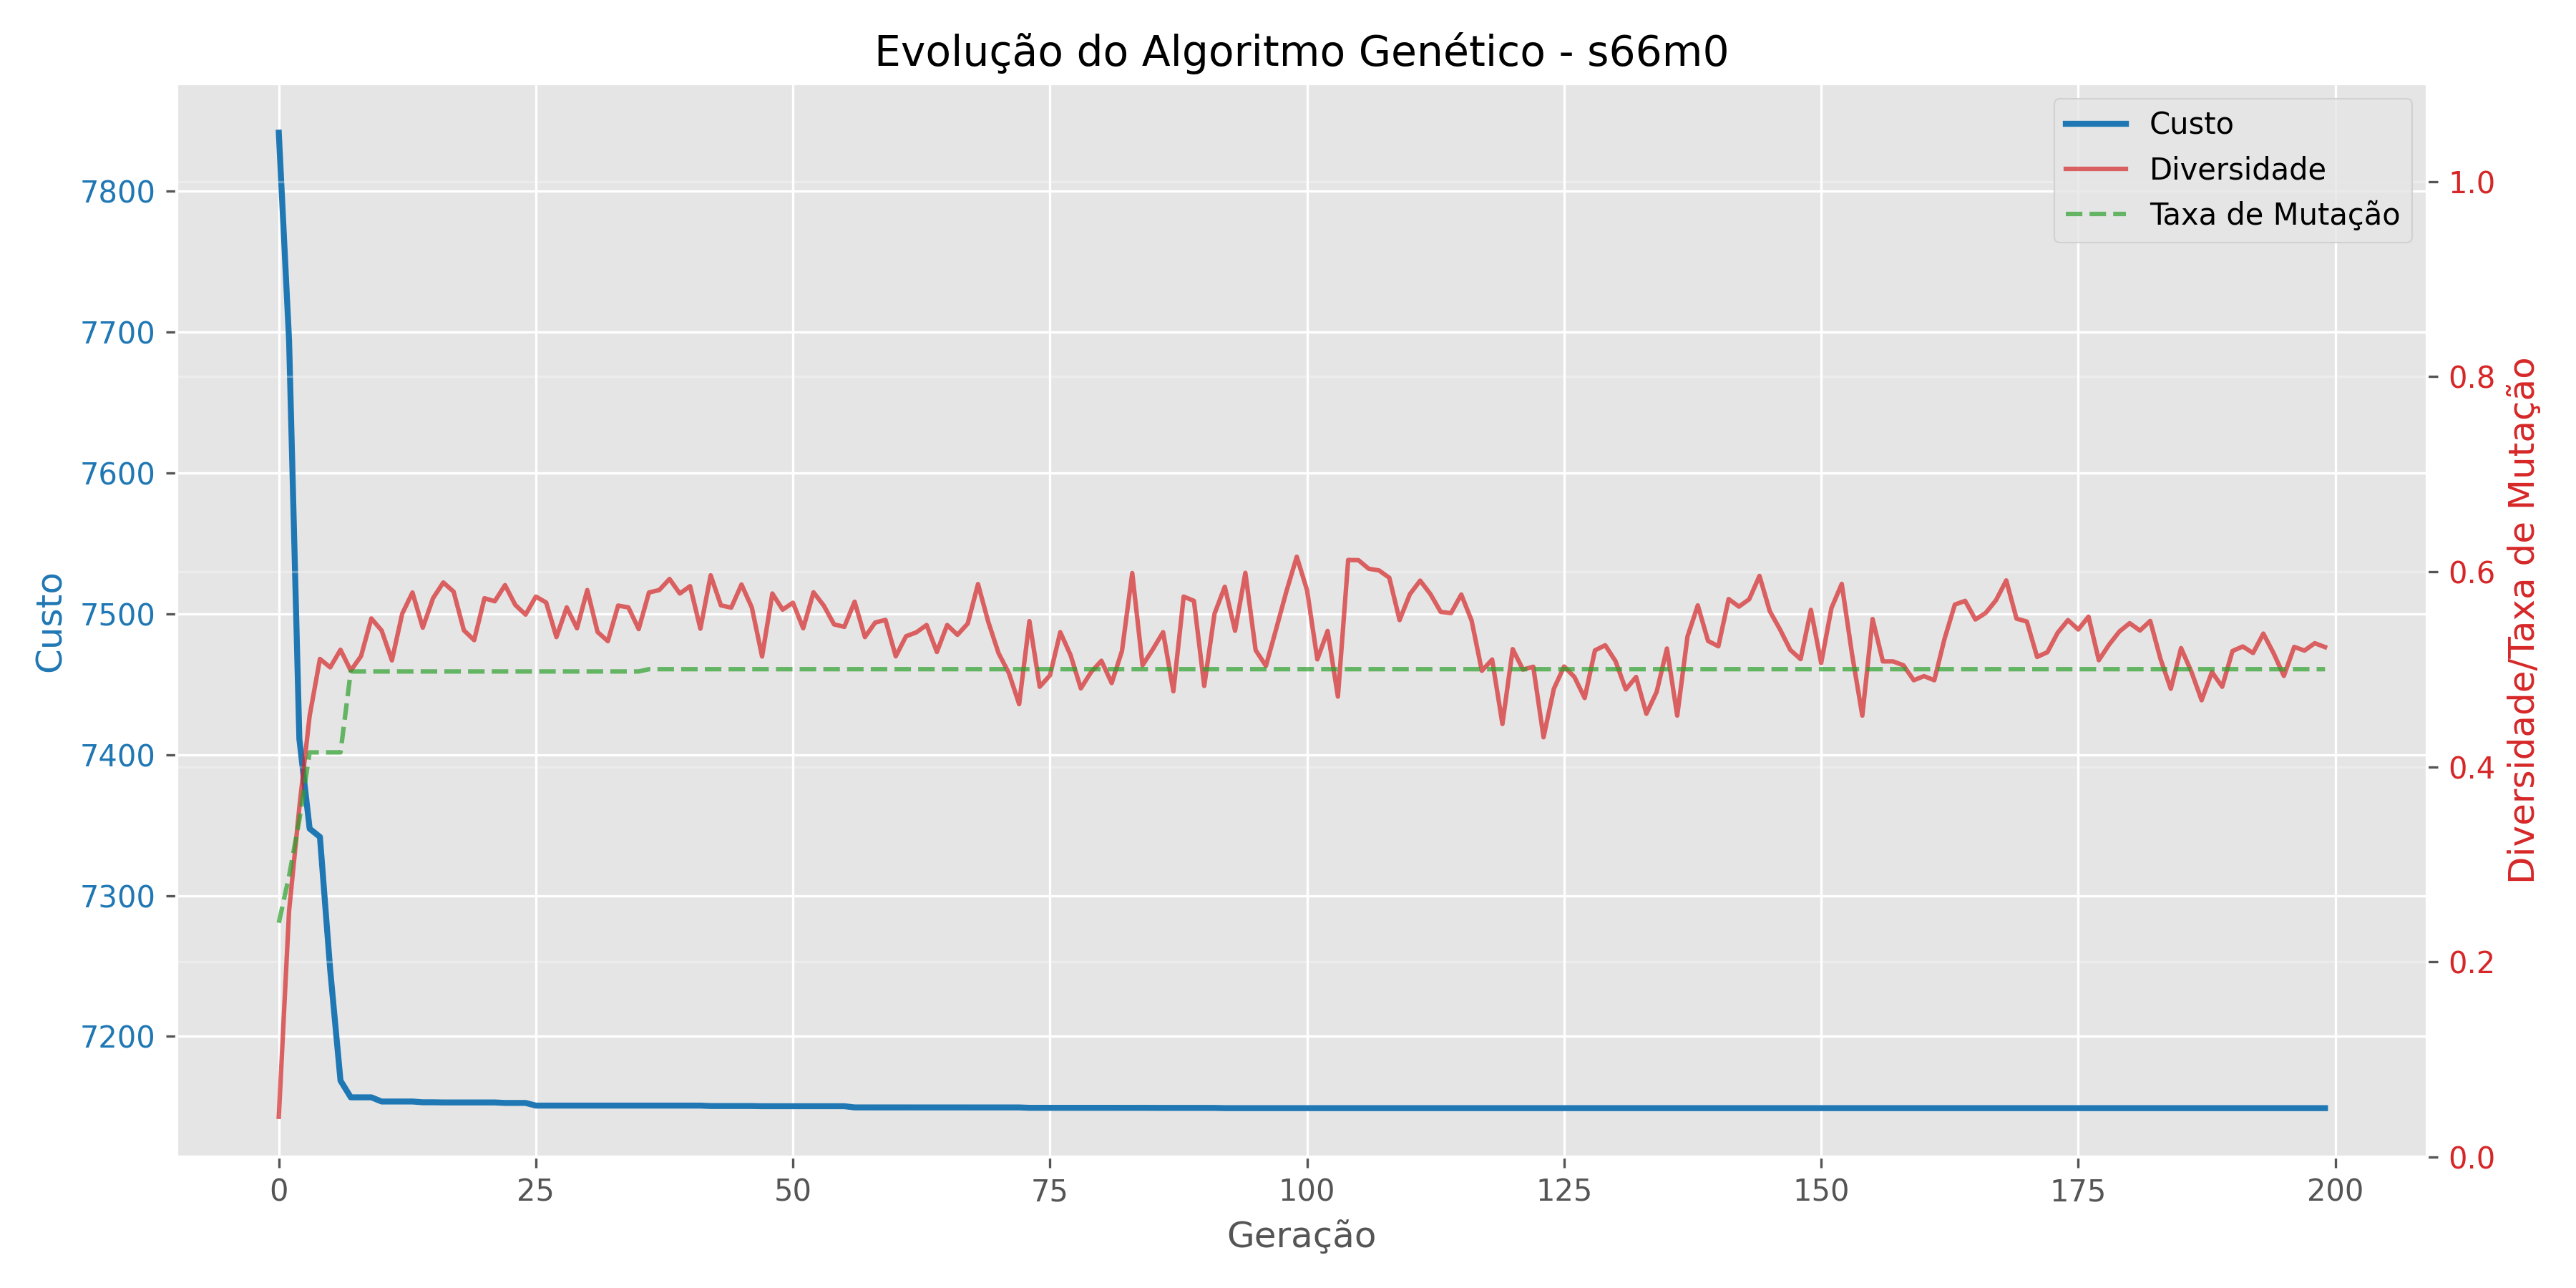 Evolução do Algoritmo Genético - s66m0
Custo
Diversidade
Taxa de Mutação
7800
7700
7600
7500
7400
7300
7200
Custo
1.0
0.8
0.6
0.4
0.2
0.0
Diversidade/Taxa de Mutação
0 25 50 75 100 125 150 175 200
Geração